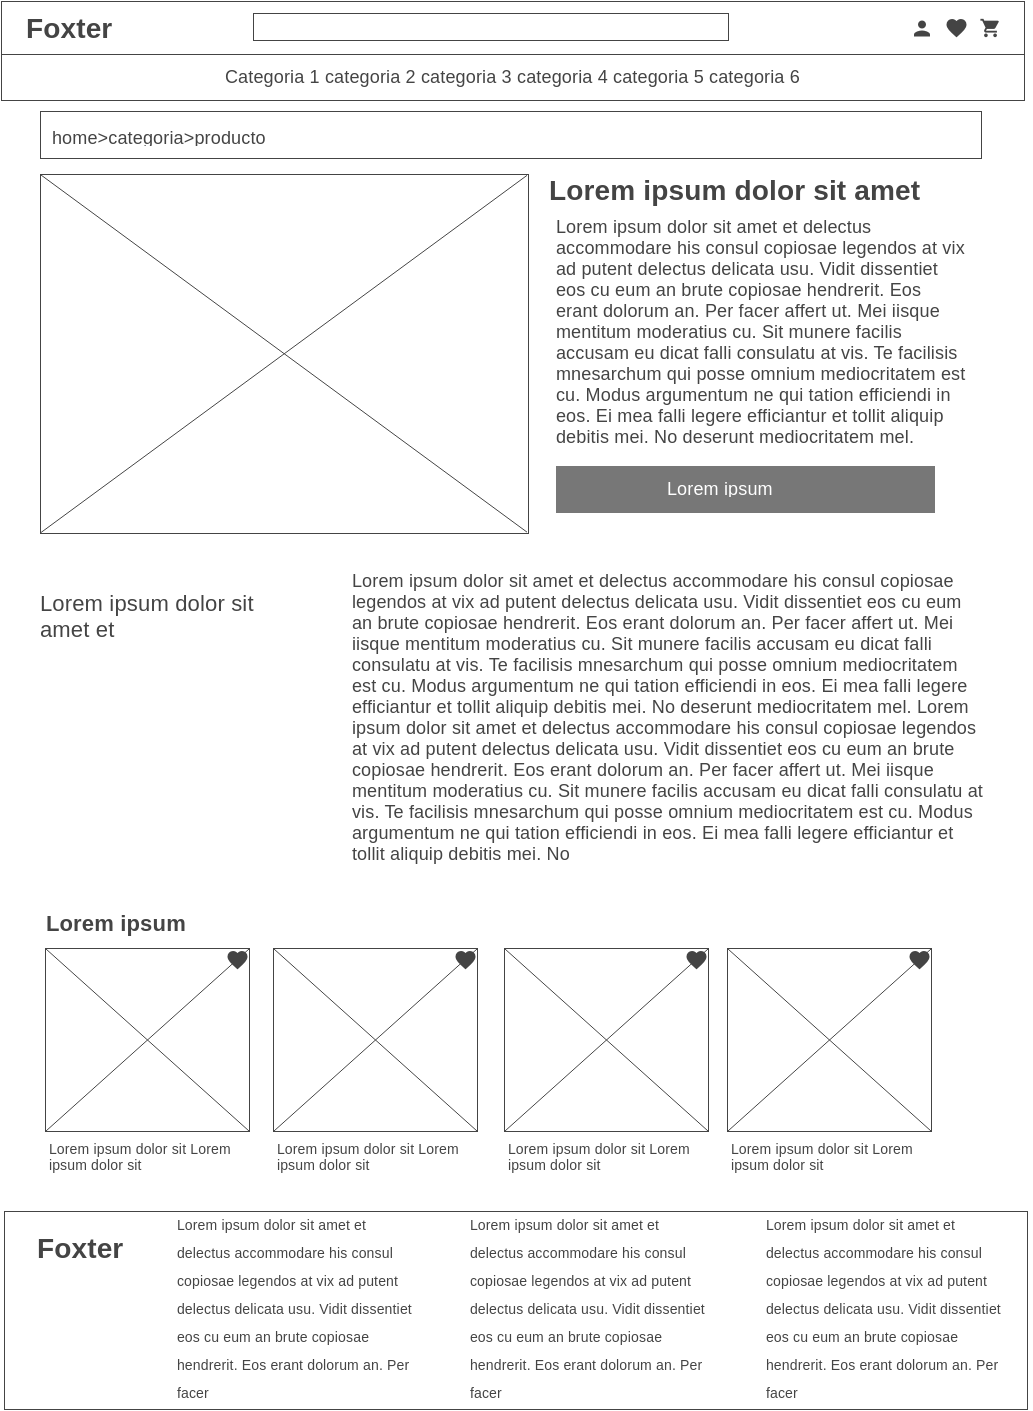 Foxter
Categoria 1 categoria 2 categoria 3 categoria 4 categoria 5 categoria 6
home>categoria>producto
Lorem ipsum dolor sit amet
Lorem ipsum dolor sit amet et delectus
accommodare his consul copiosae legendos at vix
ad putent delectus delicata usu. Vidit dissentiet
eos cu eum an brute copiosae hendrerit. Eos
erant dolorum an. Per facer affert ut. Mei iisque
mentitum moderatius cu. Sit munere facilis
accusam eu dicat falli consulatu at vis. Te facilisis
mnesarchum qui posse omnium mediocritatem est
cu. Modus argumentum ne qui tation efficiendi in
eos. Ei mea falli legere efficiantur et tollit aliquip
debitis mei. No deserunt mediocritatem mel.
Lorem ipsum
Lorem ipsum dolor sit
amet et
Lorem ipsum dolor sit amet et delectus accommodare his consul copiosae
legendos at vix ad putent delectus delicata usu. Vidit dissentiet eos cu eum
an brute copiosae hendrerit. Eos erant dolorum an. Per facer affert ut. Mei
iisque mentitum moderatius cu. Sit munere facilis accusam eu dicat falli
consulatu at vis. Te facilisis mnesarchum qui posse omnium mediocritatem
est cu. Modus argumentum ne qui tation efficiendi in eos. Ei mea falli legere
efficiantur et tollit aliquip debitis mei. No deserunt mediocritatem mel. Lorem
ipsum dolor sit amet et delectus accommodare his consul copiosae legendos
at vix ad putent delectus delicata usu. Vidit dissentiet eos cu eum an brute
copiosae hendrerit. Eos erant dolorum an. Per facer affert ut. Mei iisque
mentitum moderatius cu. Sit munere facilis accusam eu dicat falli consulatu at
vis. Te facilisis mnesarchum qui posse omnium mediocritatem est cu. Modus
argumentum ne qui tation efficiendi in eos. Ei mea falli legere efficiantur et
tollit aliquip debitis mei. No
Lorem ipsum
Lorem ipsum dolor sit Lorem
ipsum dolor sit
Lorem ipsum dolor sit Lorem
ipsum dolor sit
Lorem ipsum dolor sit Lorem
ipsum dolor sit
Lorem ipsum dolor sit Lorem
ipsum dolor sit
Foxter
Lorem ipsum dolor sit amet et
delectus accommodare his consul
copiosae legendos at vix ad putent
delectus delicata usu. Vidit dissentiet
eos cu eum an brute copiosae
hendrerit. Eos erant dolorum an. Per
facer
Lorem ipsum dolor sit amet et
delectus accommodare his consul
copiosae legendos at vix ad putent
delectus delicata usu. Vidit dissentiet
eos cu eum an brute copiosae
hendrerit. Eos erant dolorum an. Per
facer
Lorem ipsum dolor sit amet et
delectus accommodare his consul
copiosae legendos at vix ad putent
delectus delicata usu. Vidit dissentiet
eos cu eum an brute copiosae
hendrerit. Eos erant dolorum an. Per
facer